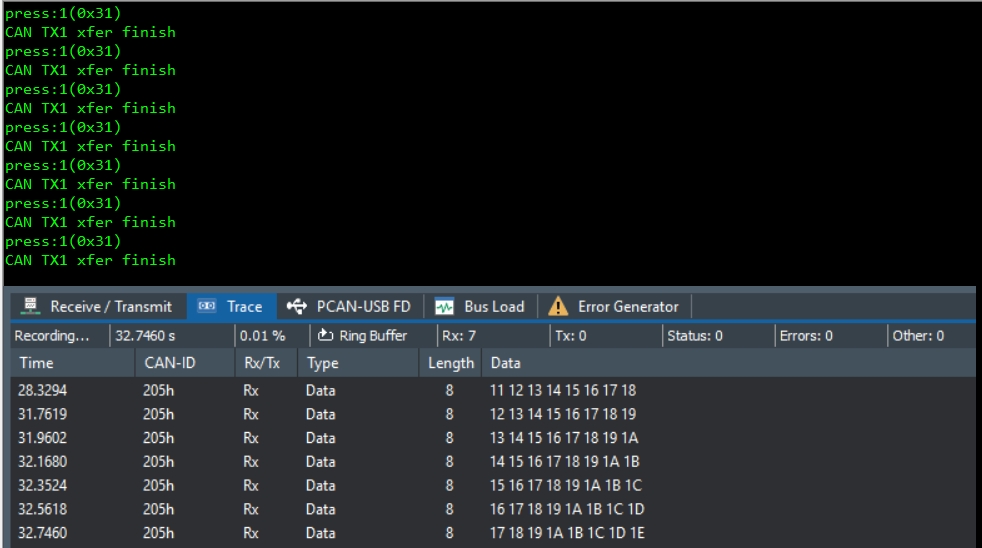 press:1(0x31)
CAN TX1 xfer finish
press:1(0x31)
CAN TX1 xfer finish
press:1(0x31)
CAN TX1 xfer finish
press:1(0x31)
CAN TX1 xfer finish
press:1(0x31)
CAN TX1 xfer finish
press:1(0x31)
CAN TX1 xfer finish
press:1(0x31)
CAN TX1 xfer finish
Receive / Transmit Trace PCAN-USB FD Bus Load Error Generator
Recording... 32.7460 s 0.01 % Ring Buffer Rx: 7 Tx: 0 Status: 0 Errors: 0 Other: 0
Time CAN-ID Rx/Tx Type Length Data
28.3294 205h Rx Data 8 11 12 13 14 15 16 17 18
31.7619 205h Rx Data 8 12 13 14 15 16 17 18 19
31.9602 205h Rx Data 8 13 14 15 16 17 18 19 1A
32.1680 205h Rx Data 8 14 15 16 17 18 19 1A 1B
32.3524 205h Rx Data 8 15 16 17 18 19 1A 1B 1C
32.5618 205h Rx Data 8 16 17 18 19 1A 1B 1C 1D
32.7460 205h Rx Data 8 17 18 19 1A 1B 1C 1D 1E